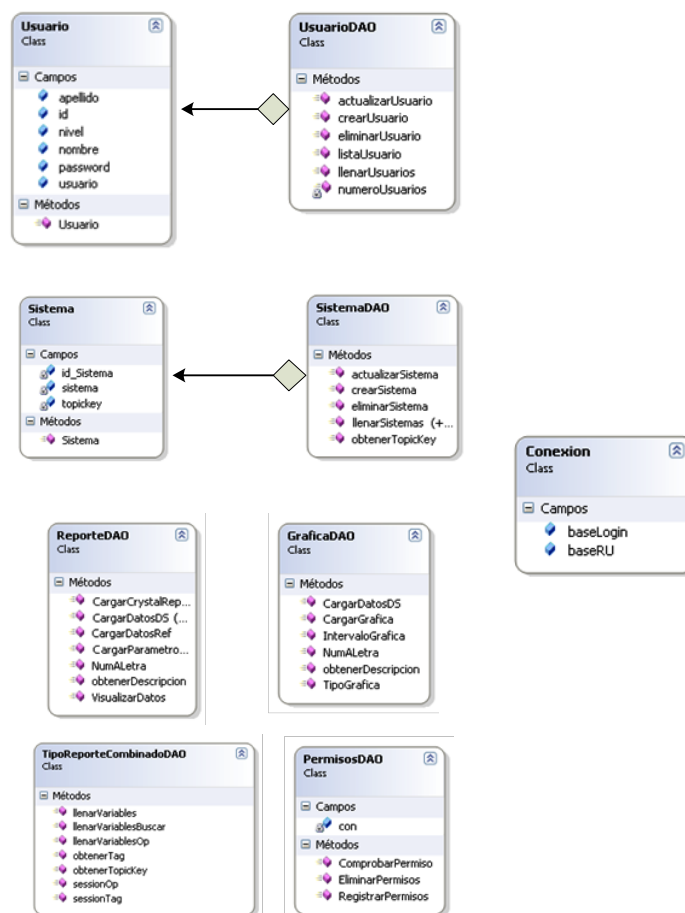 Usuario
Class
Campos
apellido
id
nivel
nombre
password
usuario
Métodos
Usuario
UsuarioDAO
Class
Métodos
actualizarUsuario
crearUsuario
eliminarUsuario
listaUsuario
llenarUsuarios
numeroUsuarios
Sistema
Class
Campos
id_Sistema
sistema
topickey
Métodos
Sistema
SistemaDAO
Class
Métodos
actualizarSistema
crearSistema
eliminarSistema
llenarSistemas (+...
obtenerTopicKey
Conexion
Class
Campos
baseLogin
baseRU
ReporteDAO
Class
Métodos
CargarCrystalRep...
CargarDatosDS (...
CargarDatosRef
CargarParametro...
NumALetra
obtenerDescripcion
VisualizarDatos
GraficaDAO
Class
Métodos
CargarDatosDS
CargarGrafica
IntervaloGrafica
NumALetra
obtenerDescripcion
TipoGrafica
TipoReporteCombinadoDAO
Class
Métodos
llenarVariables
llenarVariablesBuscar
llenarVariablesOp
obtenerTag
obtenerTopicKey
sessionOp
sessionTag
PermisosDAO
Class
Campos
con
Métodos
ComprobarPermiso
EliminarPermisos
RegistrarPermisos